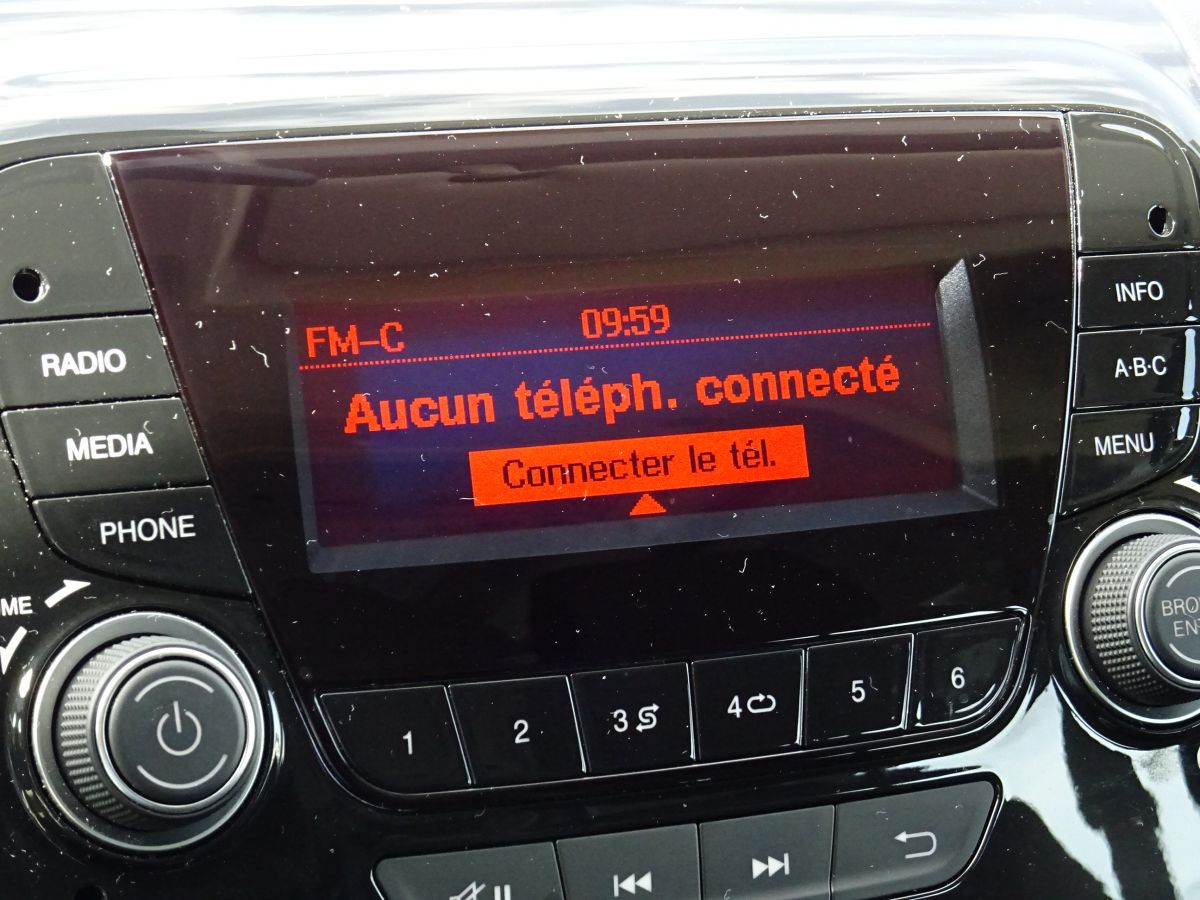 FM-C 09:59
Aucun téléph. connecté
Connecter le tél.
RADIO
MEDIA
PHONE
INFO
A·B·C
MENU
1 2 3 4 5 6